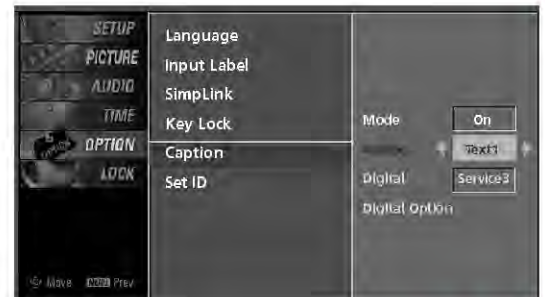 SETUP
PICTURE
AUDIO
TIME
OPTION
LOCK
Move Prev
Language
Input Label
SimpLink
Key Lock
Caption
Set ID
Mode On
Text1
Digital Service3
Digital Option